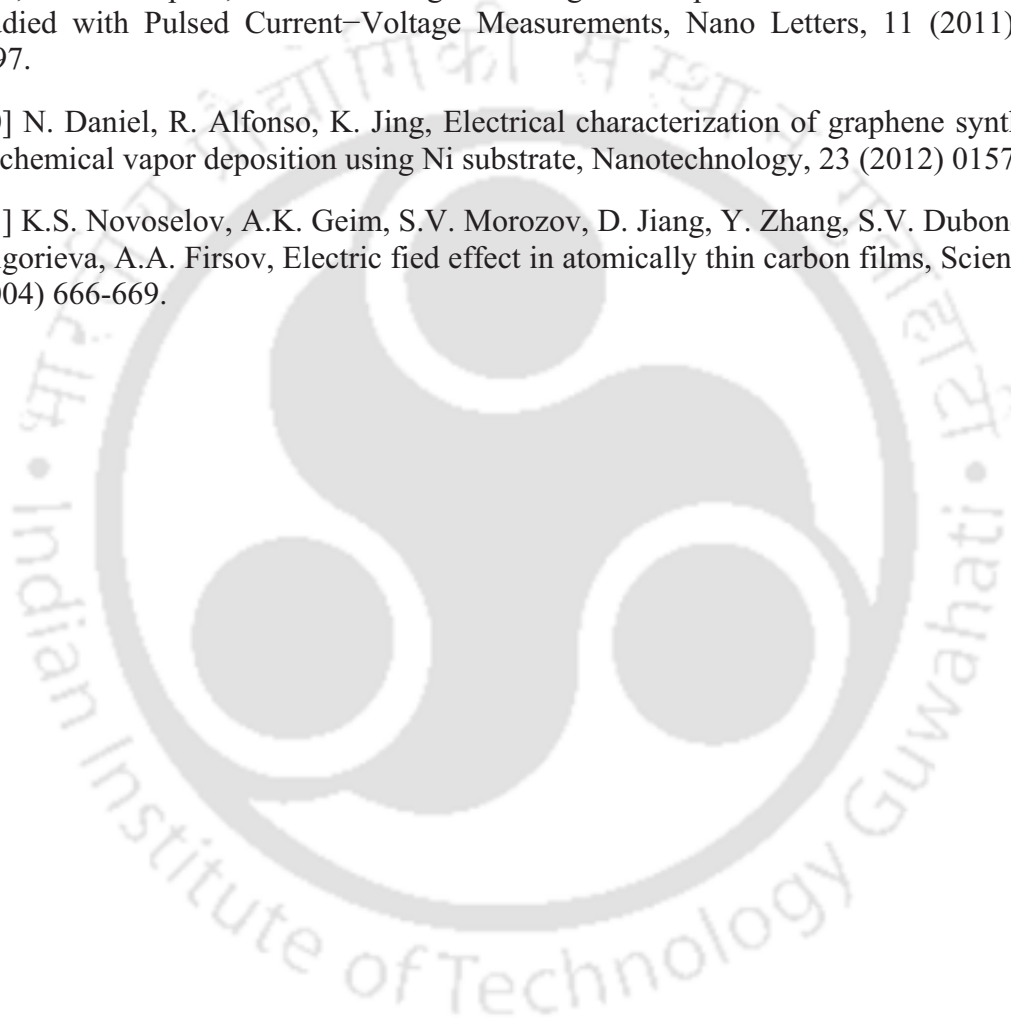 died with Pulsed Current−Voltage Measurements, Nano Letters, 11 (2011)
97.
] N. Daniel, R. Alfonso, K. Jing, Electrical characterization of graphene synt
chemical vapor deposition using Ni substrate, Nanotechnology, 23 (2012) 0157
] K.S. Novoselov, A.K. Geim, S.V. Morozov, D. Jiang, Y. Zhang, S.V. Dubon
gorieva, A.A. Firsov, Electric fied effect in atomically thin carbon films, Scien
04) 666-669.
Indian Institute of Technology Guwahati